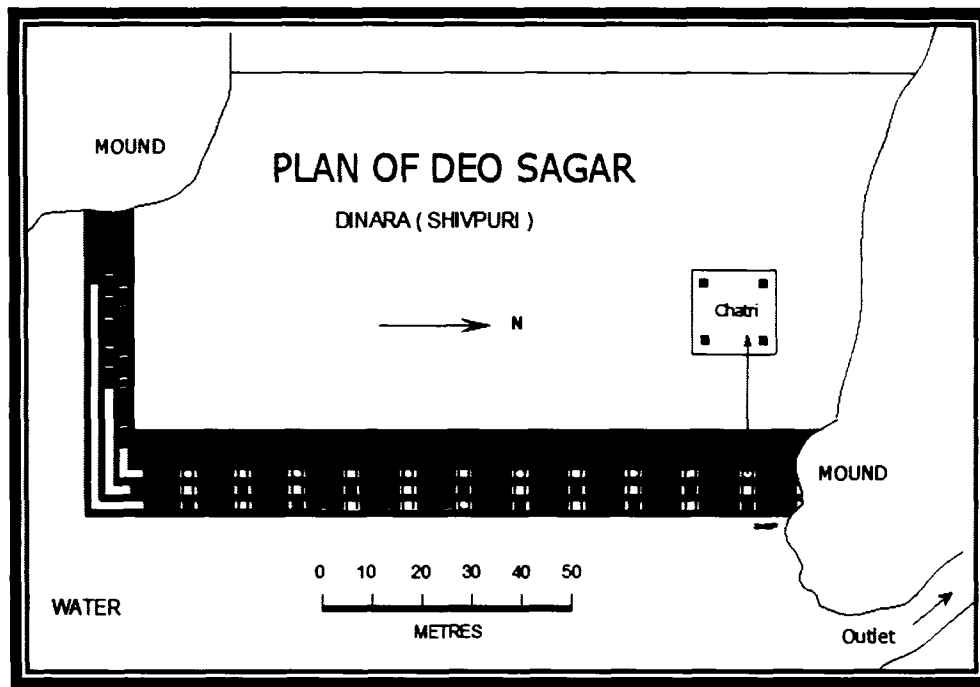 MOUND
PLAN OF DEO SAGAR
DINARA ( SHIVPURI )
N
Chatri
MOUND
0 10 20 30 40 50
METRES
WATER
Outlet